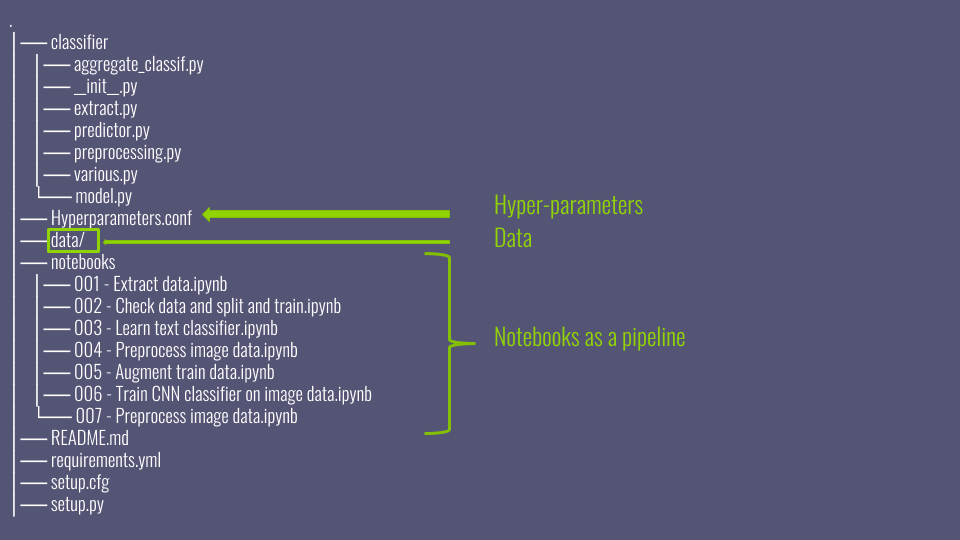 .
classifier
aggregate_classif.py
__init__.py
extract.py
predictor.py
preprocessing.py
various.py
model.py
Hyperparameters.conf
Hyper-parameters
data/
Data
notebooks
001 - Extract data.ipynb
002 - Check data and split and train.ipynb
003 - Learn text classifier.ipynb
004 - Preprocess image data.ipynb
005 - Augment train data.ipynb
006 - Train CNN classifier on image data.ipynb
007 - Preprocess image data.ipynb
Notebooks as a pipeline
README.md
requirements.yml
setup.cfg
setup.py